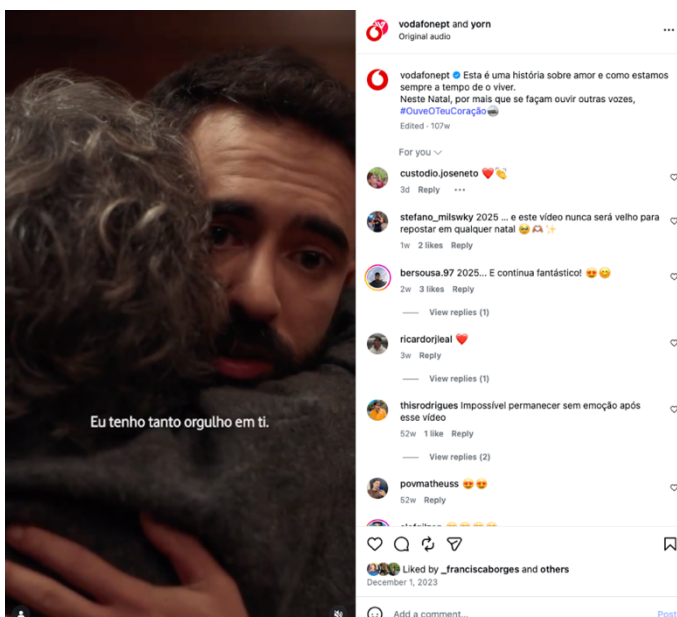 Eu tenho tanto orgulho em ti.
vodafonept and yorn
Original audio
vodafonept Esta é uma história sobre amor e como estamos
sempre a tempo de o viver.
Neste Natal, por mais que se façam ouvir outras vozes,
#OuveOTeuCoração
Edited · 107w
For you
custodio.joseneto ❤️👏
3d Reply
stefano_milswky 2025 ... e este vídeo nunca será velho para
repostar em qualquer natal 🥹🫶✨
1w 2 likes Reply
bersousa.97 2025... E continua fantástico! 😍😊
2w 3 likes Reply
View replies (1)
ricardorjleal ❤️
3w Reply
View replies (1)
thisrodrigues Impossível permanecer sem emoção após
esse vídeo
52w 1 like Reply
View replies (2)
povmatheuss 😍😍
52w Reply
Liked by _franciscaborges and others
December 1, 2023
Add a comment...
Post